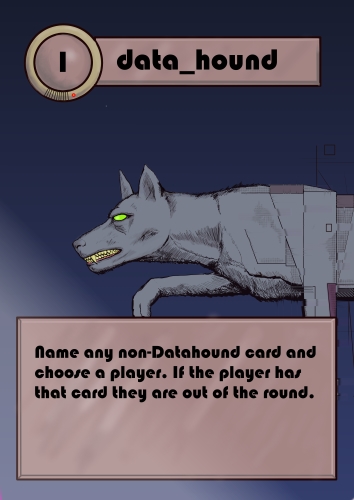 1
data_hound
Name any non-Datahound card and
choose a player. If the player has
that card they are out of the round.